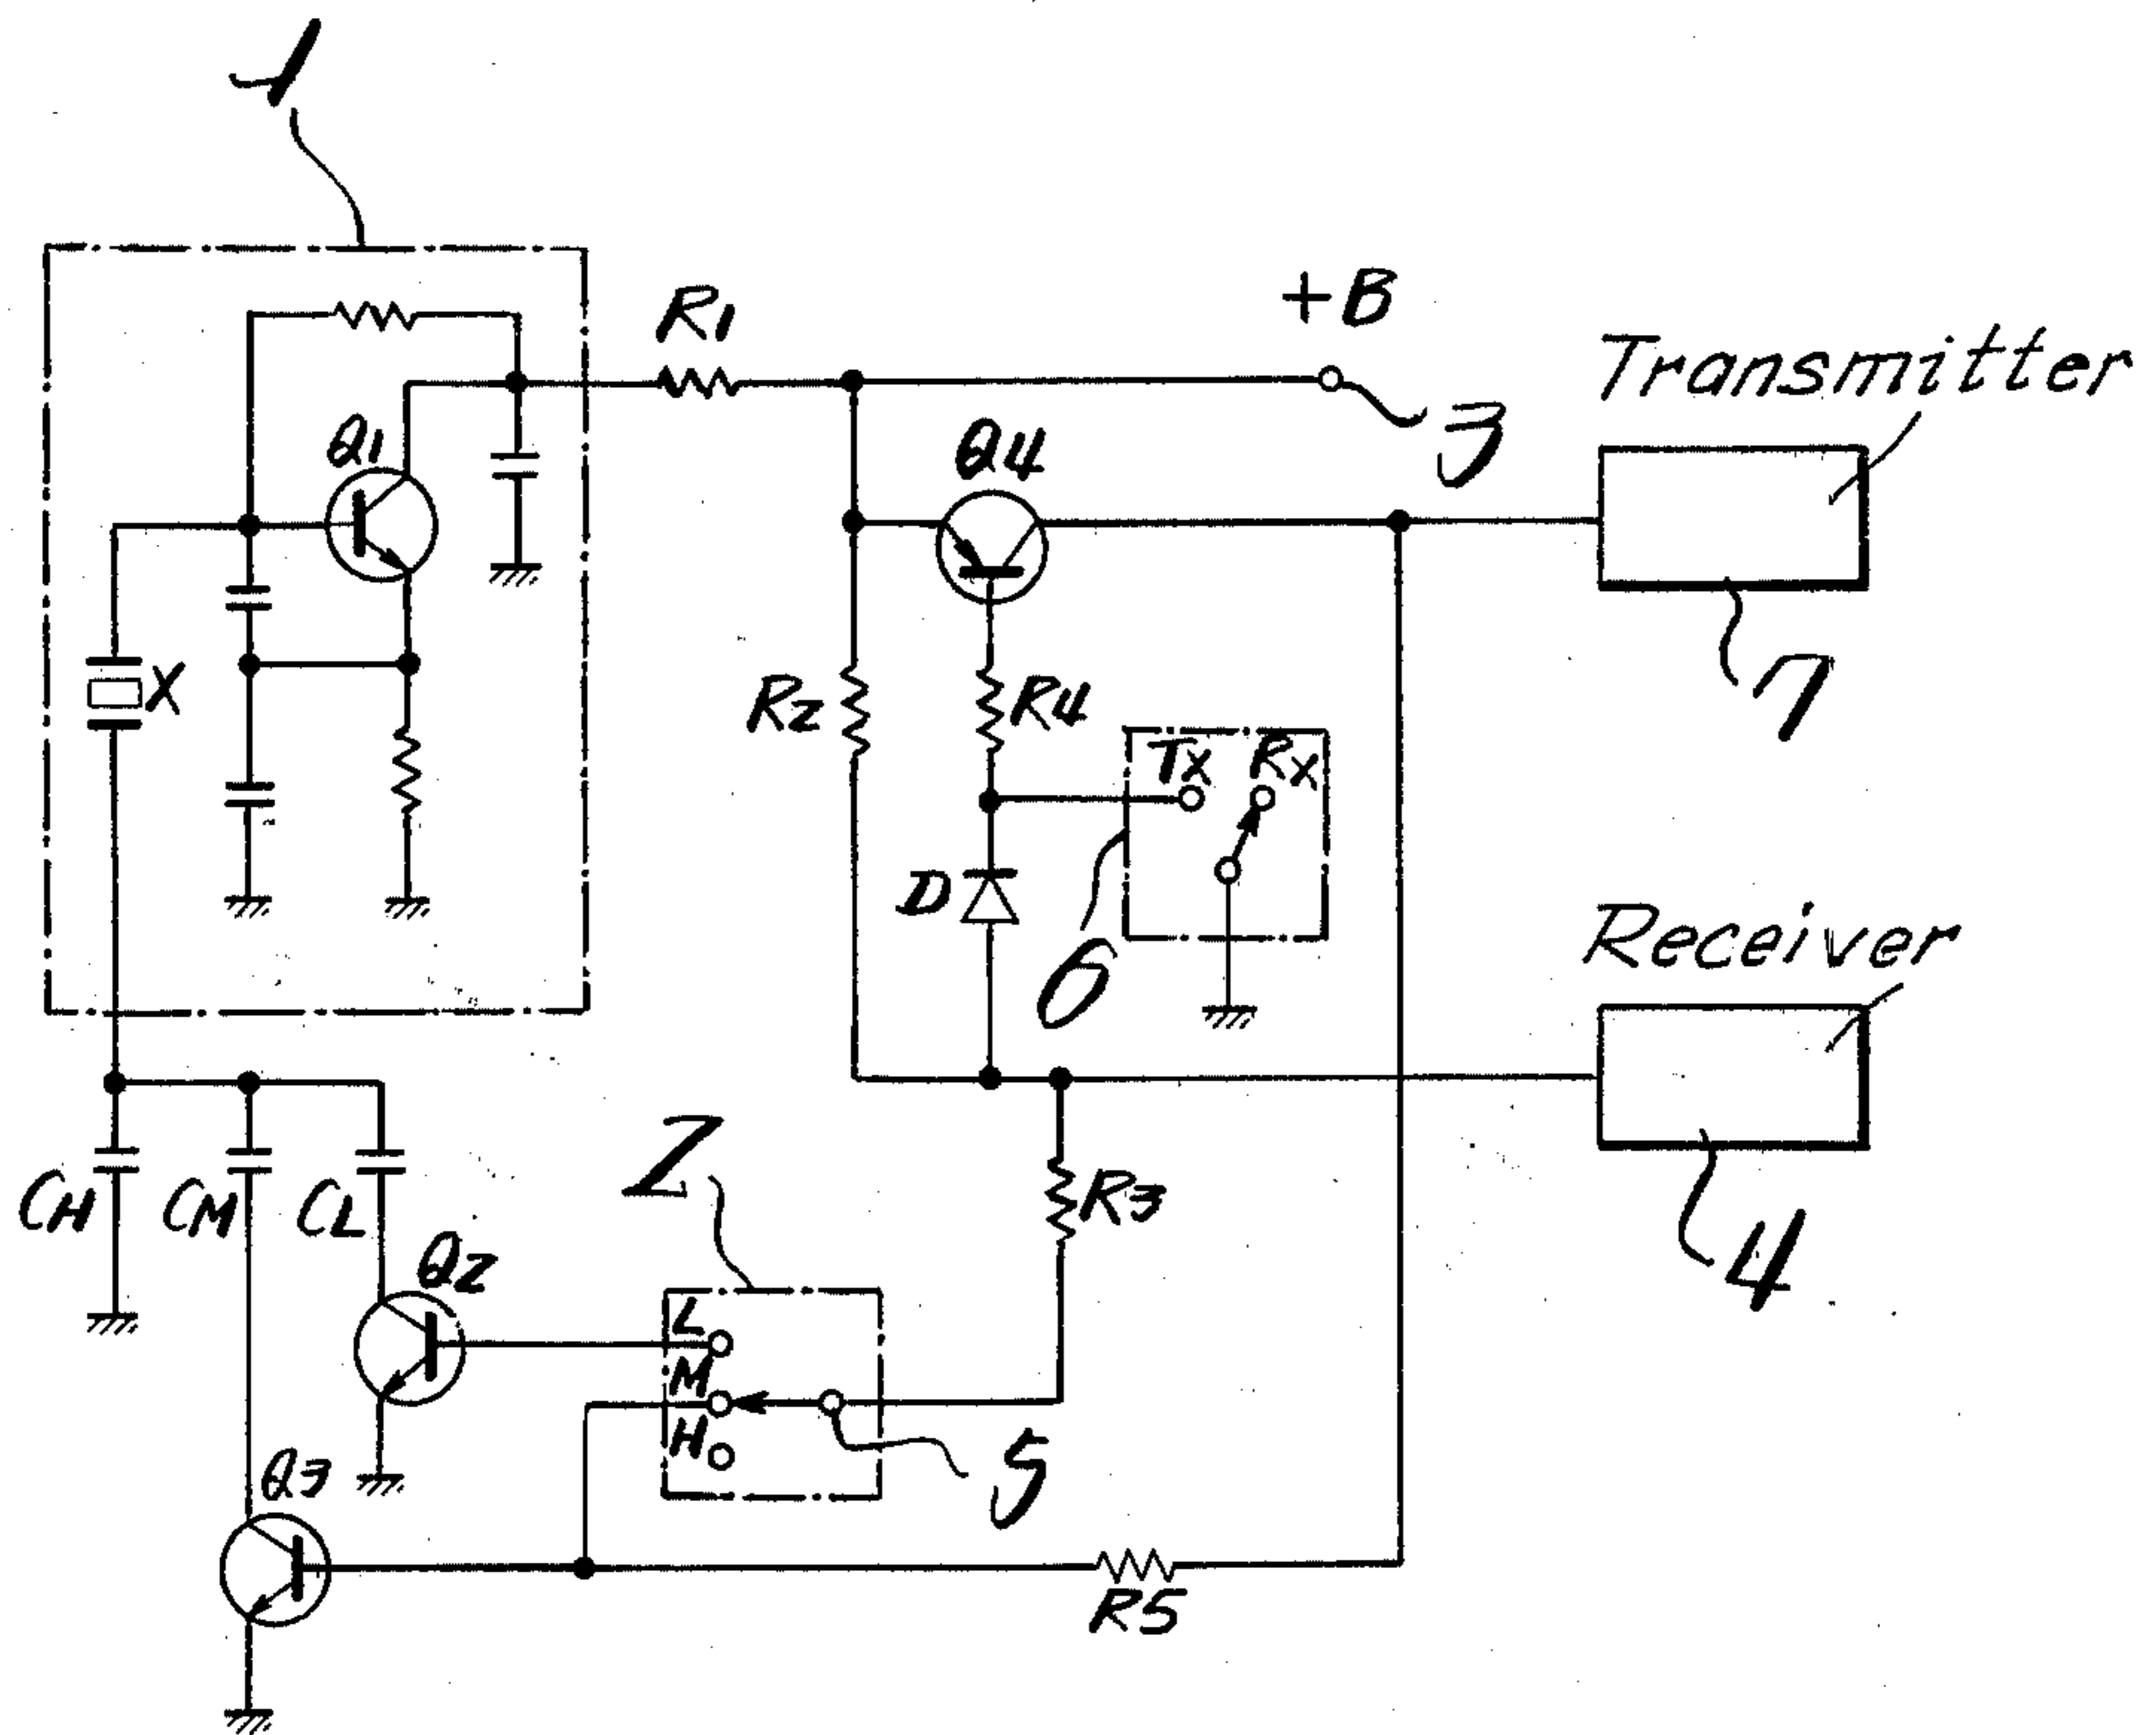 1
R1
+B
3
Transmitter
Q1
Q4
7
X
R2
R4
Tx Rx
D
6
Receiver
4
CH
CM
CL
2
R3
Q2
L
M
H
5
Q3
R5